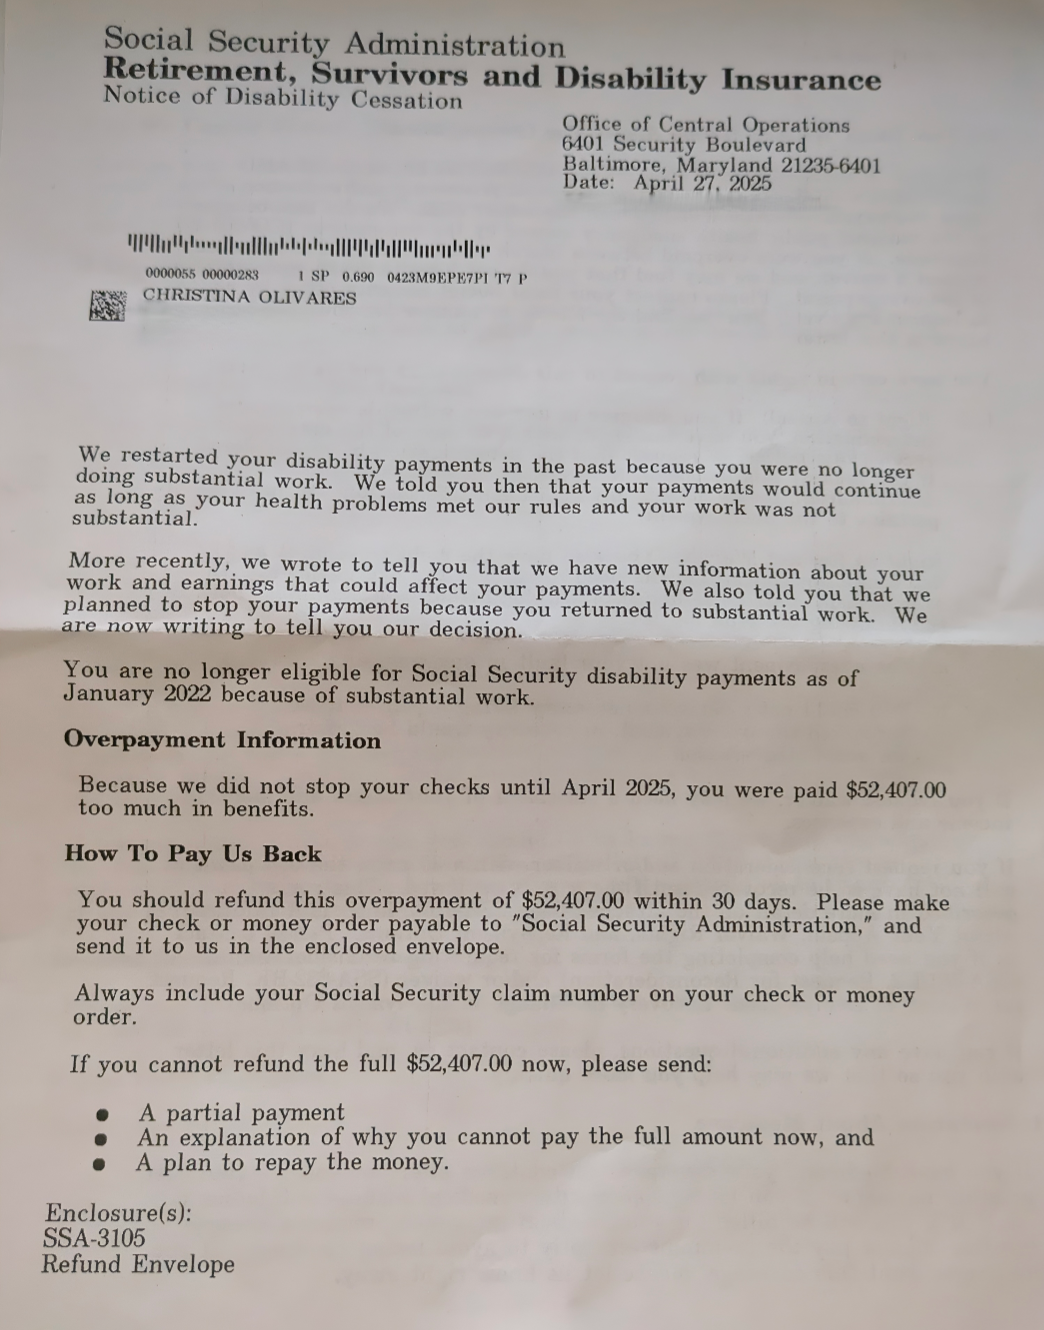 Social Security Administration
Retirement, Survivors and Disability Insurance
Notice of Disability Cessation
Office of Central Operations
6401 Security Boulevard
Baltimore, Maryland 21235-6401
Date: April 27, 2025
0000055 00000283 1 SP 0.690 0423M9EPE7PI T7 P
CHRISTINA OLIVARES
We restarted your disability payments in the past because you were no longer
doing substantial work. We told you then that your payments would continue
as long as your health problems met our rules and your work was not
substantial.
More recently, we wrote to tell you that we have new information about your
work and earnings that could affect your payments. We also told you that we
planned to stop your payments because you returned to substantial work. We
are now writing to tell you our decision.
You are no longer eligible for Social Security disability payments as of
January 2022 because of substantial work.
Overpayment Information
Because we did not stop your checks until April 2025, you were paid $52,407.00
too much in benefits.
How To Pay Us Back
You should refund this overpayment of $52,407.00 within 30 days. Please make
your check or money order payable to "Social Security Administration," and
send it to us in the enclosed envelope.
Always include your Social Security claim number on your check or money
order.
If you cannot refund the full $52,407.00 now, please send:
● A partial payment
● An explanation of why you cannot pay the full amount now, and
● A plan to repay the money.
Enclosure(s):
SSA-3105
Refund Envelope